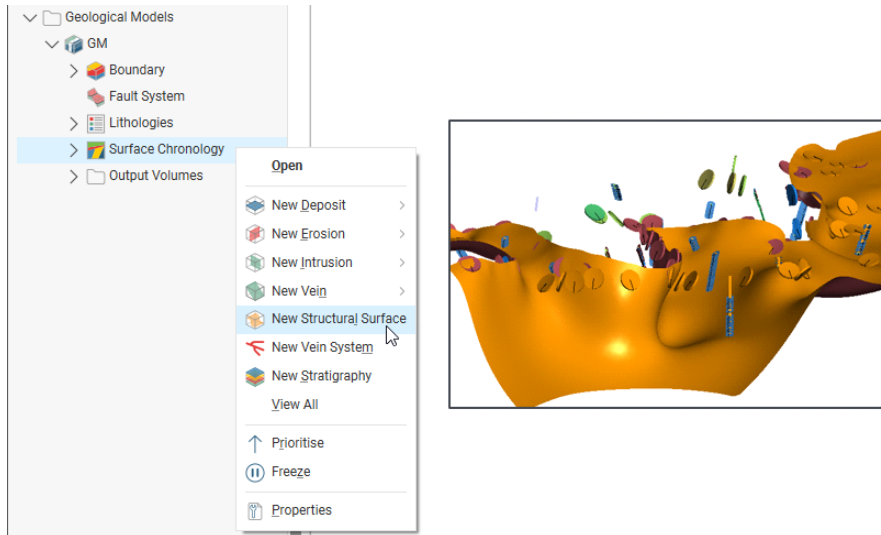 Geological Models
GM
Boundary
Fault System
Lithologies
Surface Chronology
Output Volumes
Open
New Deposit
New Erosion
New Intrusion
New Vein
New Structural Surface
New Vein System
New Stratigraphy
View All
Prioritise
Freeze
Properties